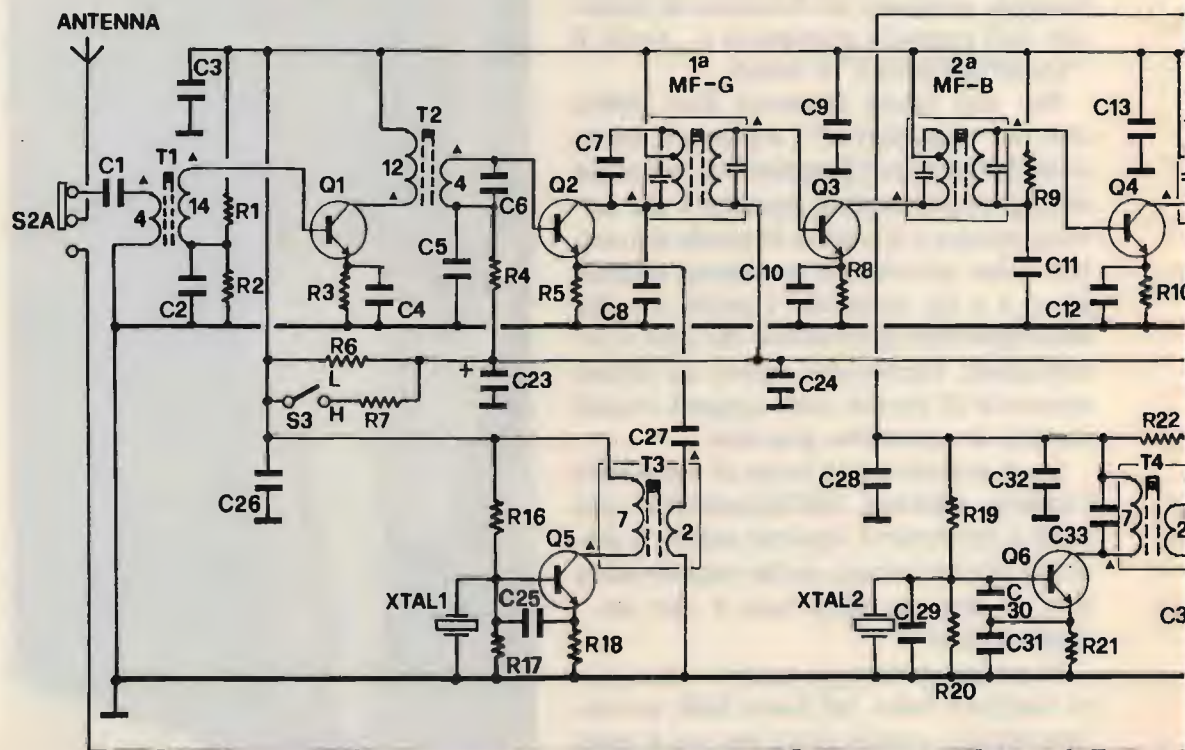 ANTENNA
1ª
MF-G
2ª
MF-B
C3
T2
C9
C13
C1
T1
12
4
C7
C6
Q1
Q2
Q3
R9
Q4
S2A
4
14
R1
C5
R4
C10
R8
C11
C2
R2
R3
C4
R5
C8
C12
R10
R6
L
+
C23
C24
S3
H
R7
C27
R22
T3
T4
C26
R16
7
2
C28
R19
C32
C33
7
2
Q5
Q6
XTAL1
C25
XTAL2
C29
C
30
C3
R17
R18
C31
R21
R20